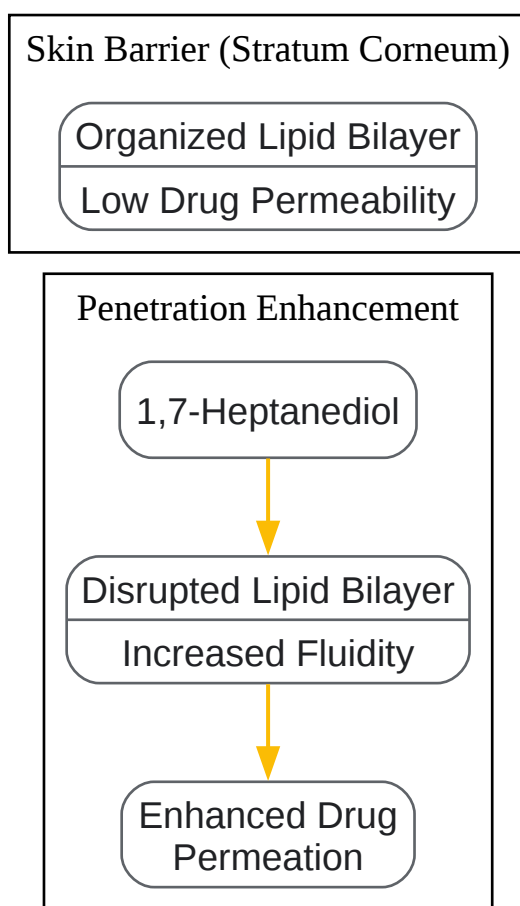 Skin Barrier (Stratum Corneum)
Organized Lipid Bilayer
Low Drug Permeability
Penetration Enhancement
1,7-Heptanediol
Disrupted Lipid Bilayer
Increased Fluidity
Enhanced Drug
Permeation